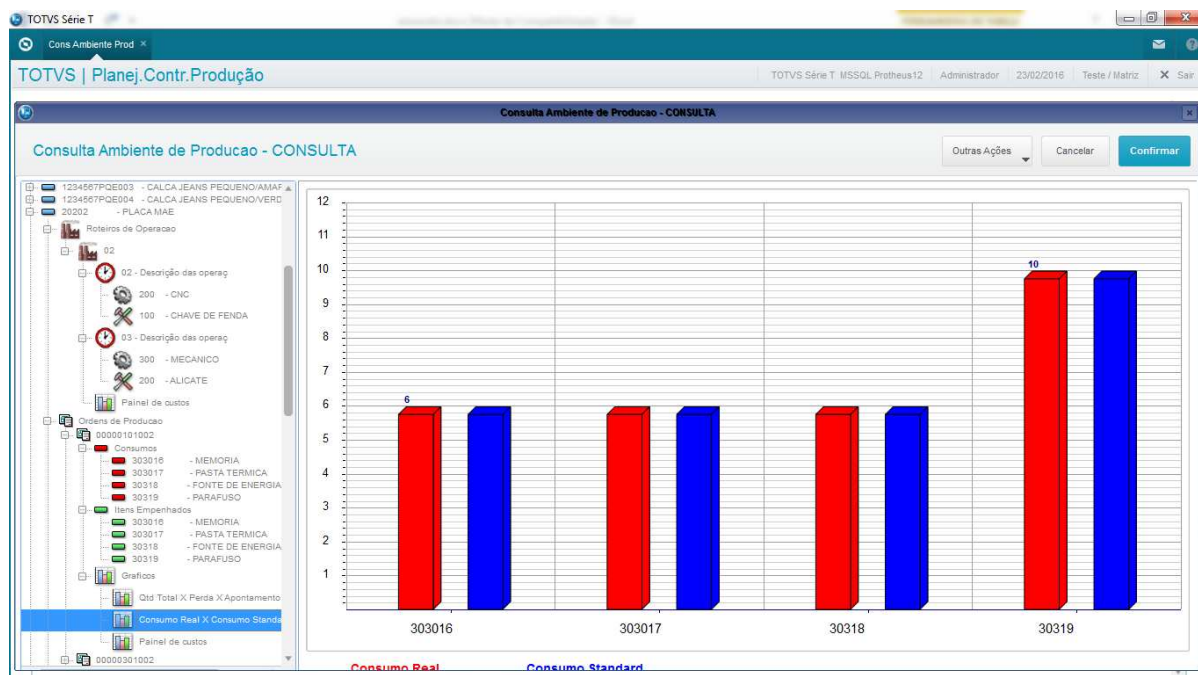 TOTVS Série T
Cons Ambiente Prod ×
TOTVS | Planej.Contr.Produção
TOTVS Série T MSSQL Protheus12 Administrador 23/02/2016 Teste / Matriz X Sair
Consulta Ambiente de Producao - CONSULTA
Consulta Ambiente de Producao - CONSULTA
Outras Ações Cancelar Confirmar
1234567PQE003 - CALCA JEANS PEQUENO/AMAF
1234567PQE004 - CALCA JEANS PEQUENO/VERD
20202 - PLACA MAE
Roteiros de Operacao
02
02 - Descrição das operaç
200 - CNC
100 - CHAVE DE FENDA
03 - Descrição das operaç
300 - MECANICO
200 - ALICATE
Painel de custos
Ordens de Producao
00000101002
Consumos
303016 - MEMORIA
303017 - PASTA TERMICA
30318 - FONTE DE ENERGIA
30319 - PARAFUSO
Itens Empenhados
303016 - MEMORIA
303017 - PASTA TERMICA
30318 - FONTE DE ENERGIA
30319 - PARAFUSO
Graficos
Qtd Total X Perda X Apontamento
Consumo Real X Consumo Standa
Painel de custos
00000301002
12
11
10
9
8
7
6
5
4
3
2
1
6
10
303016 303017 30318 30319
Consumo Real Consumo Standard